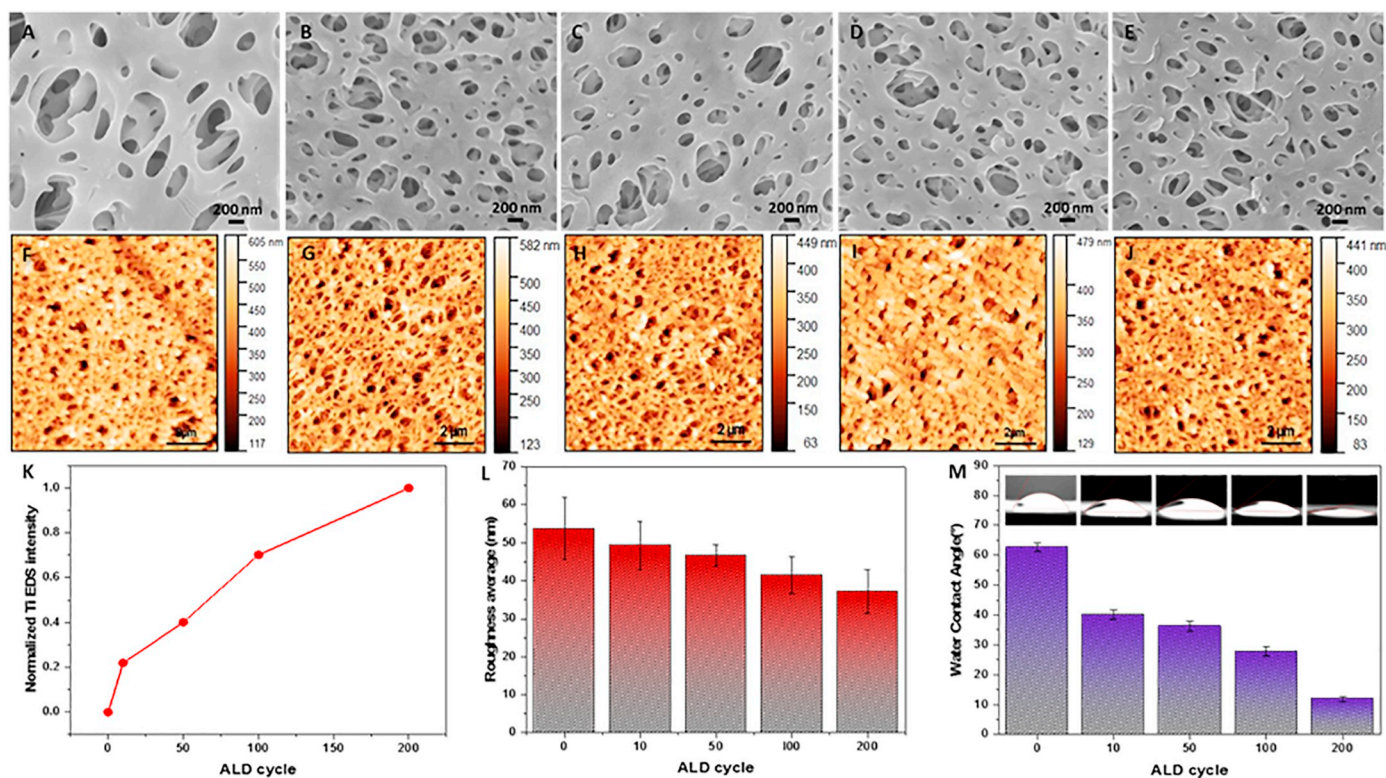 A
B
C
D
E
200 nm
200 nm
200 nm
200 nm
200 nm
F
605 nm
550
500
450
400
350
300
250
200
117
G
2 µm
582 nm
500
450
400
350
300
250
200
123
H
2 µm
449 nm
400
350
300
250
200
150
63
I
2 µm
479 nm
400
350
300
250
200
129
J
2 µm
441 nm
350
300
250
200
150
83
K
Normalized Ti EDS intensity
1.0
0.8
0.6
0.4
0.2
0.0
0 50 100 150 200
ALD cycle
L
Roughness average (nm)
70
60
50
40
30
20
10
0
0 10 50 100 200
ALD cycle
M
Water Contact Angle(°)
90
80
70
60
50
40
30
20
10
0
0 10 50 100 200
ALD cycle